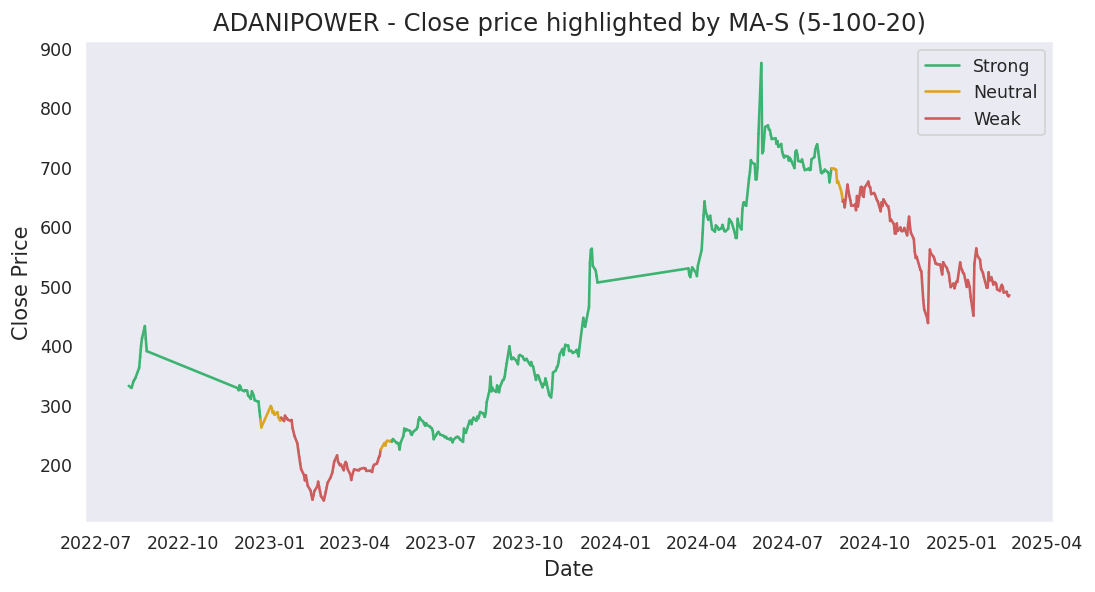 ADANIPOWER - Close price highlighted by MA-S (5-100-20)
Strong
Neutral
Weak
Close Price
900
800
700
600
500
400
300
200
2022-07 2022-10 2023-01 2023-04 2023-07 2023-10 2024-01 2024-04 2024-07 2024-10 2025-01 2025-04
Date